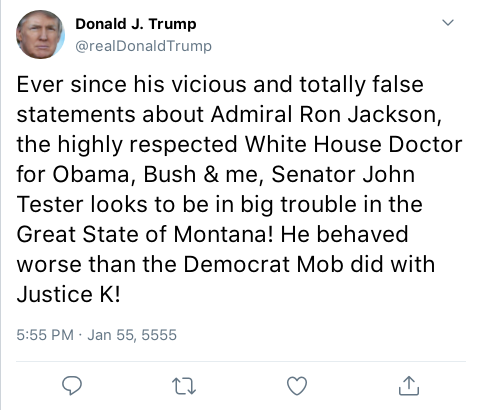 Donald J. Trump
@realDonaldTrump
Ever since his vicious and totally false
statements about Admiral Ron Jackson,
the highly respected White House Doctor
for Obama, Bush & me, Senator John
Tester looks to be in big trouble in the
Great State of Montana! He behaved
worse than the Democrat Mob did with
Justice K!
5:55 PM · Jan 55, 5555